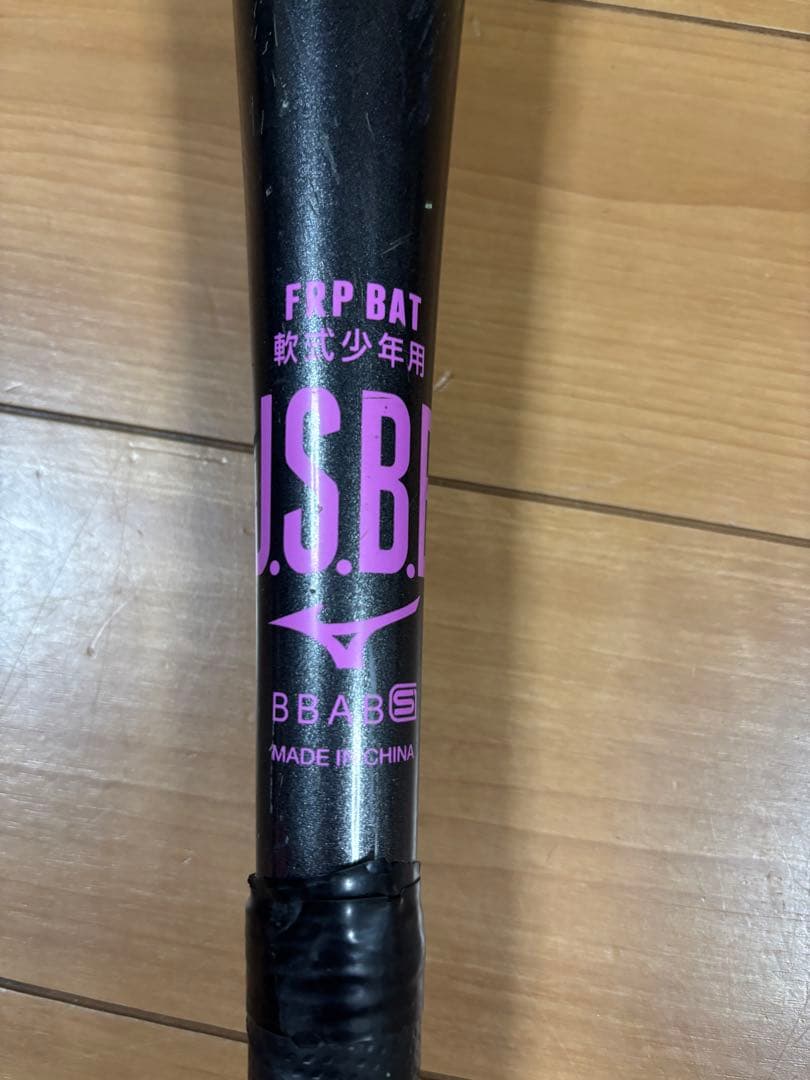 FRP BAT
軟式少年用
J.S.B.B
BBAB S
MADE IN CHINA